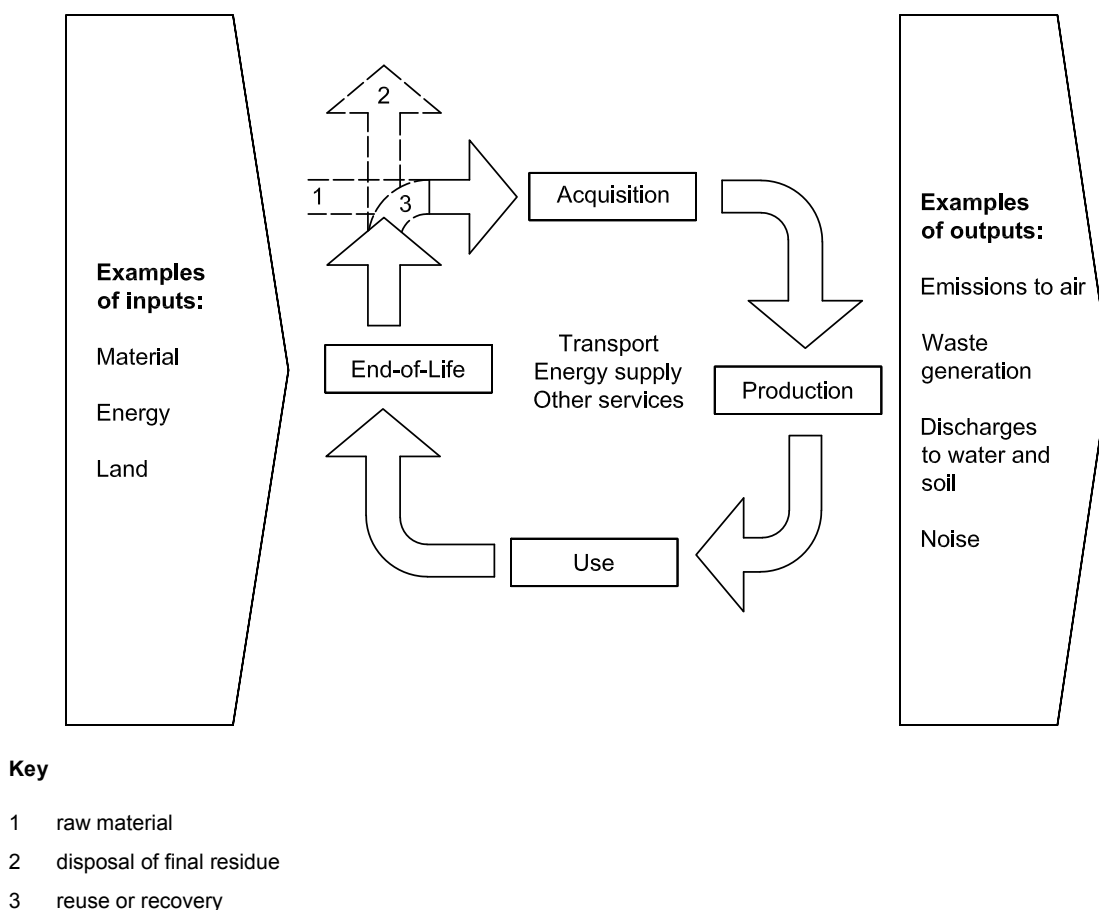 Examples
of inputs:
Material
Energy
Land
2
1
3
Acquisition
End-of-Life
Transport
Energy supply
Other services
Production
Use
Examples
of outputs:
Emissions to air
Waste
generation
Discharges
to water and
soil
Noise
Key
1 raw material
2 disposal of final residue
3 reuse or recovery